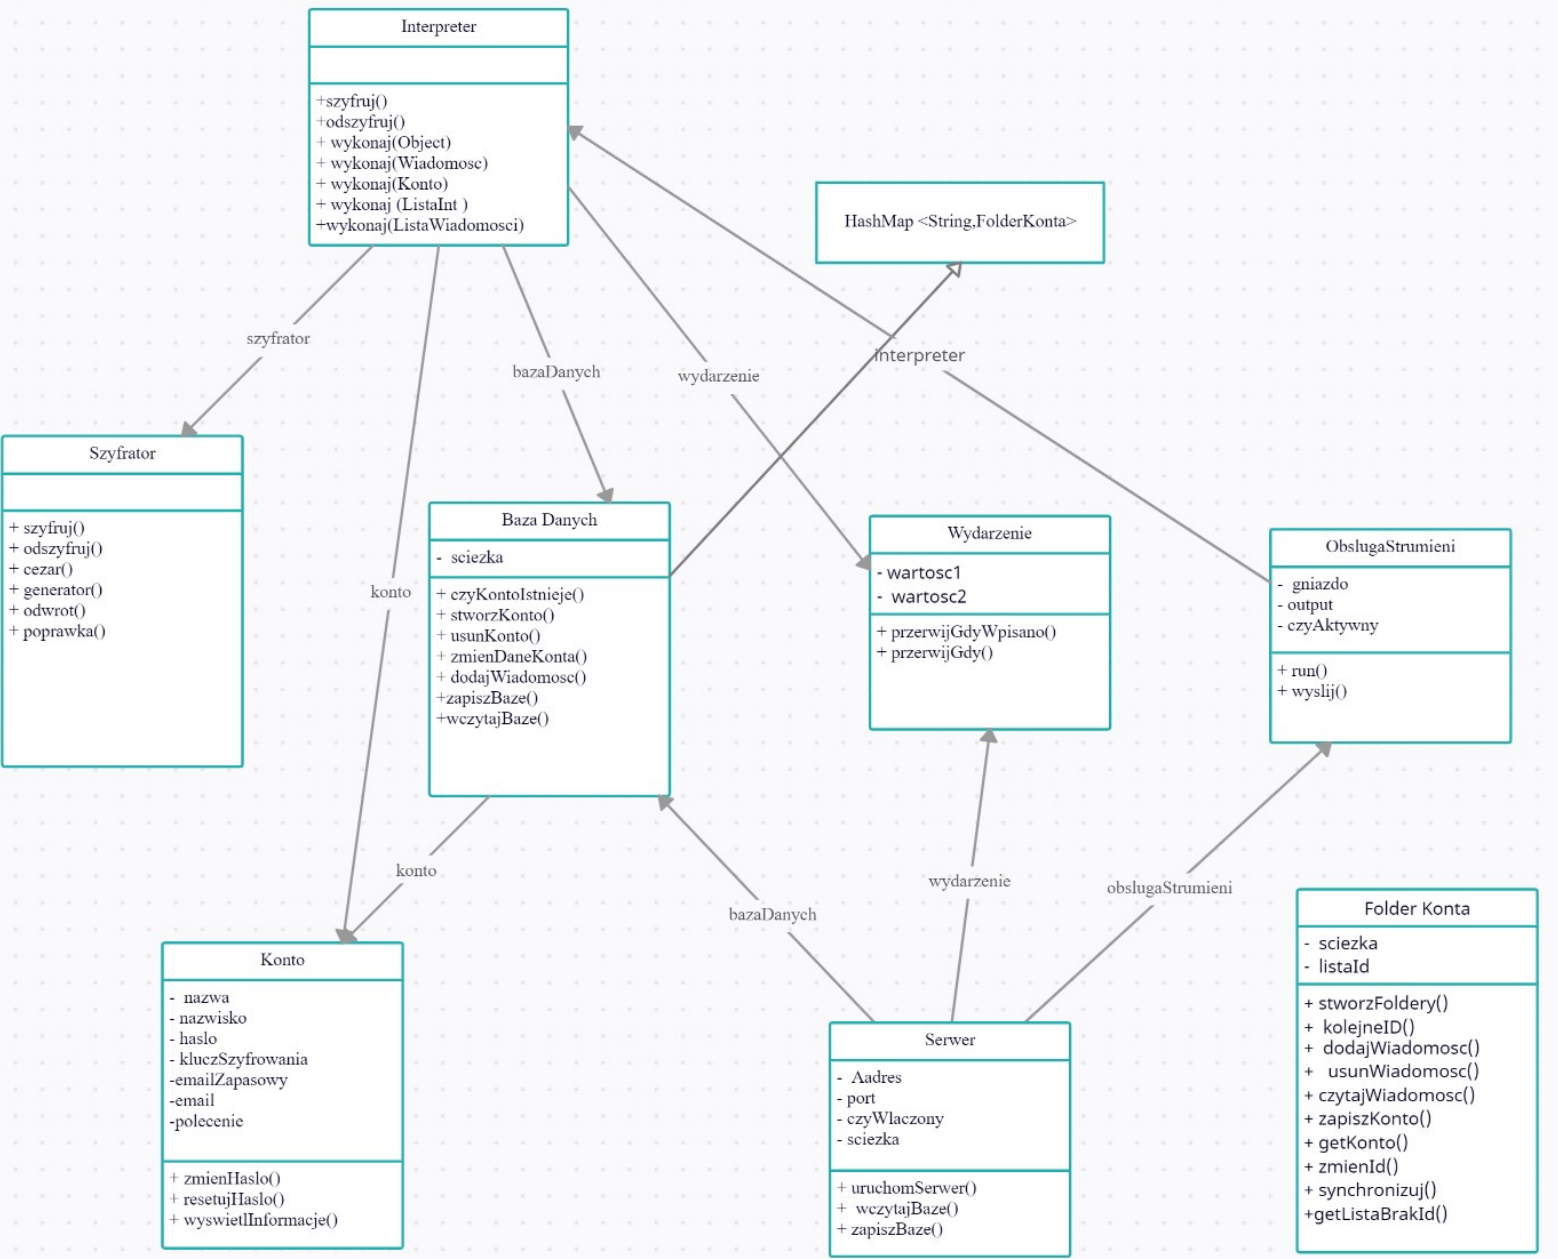 Interpreter
+szyfruj()
+odszyfruj()
+ wykonaj(Object)
+ wykonaj(Wiadomosc)
+ wykonaj(Konto)
+ wykonaj (ListaInt )
+wykonaj(ListaWiadomosci)
HashMap <String,FolderKonta>
szyfrator
bazaDanych
wydarzenie
interpreter
Szyfrator
+ szyfruj()
+ odszyfruj()
+ cezar()
+ generator()
+ odwrot()
+ poprawka()
konto
Baza Danych
- sciezka
+ czyKontoIstnieje()
+ stworzKonto()
+ usunKonto()
+ zmienDaneKonta()
+ dodajWiadomosc()
+zapiszBaze()
+wczytajBaze()
Wydarzenie
- wartosc1
- wartosc2
+ przerwijGdyWpisano()
+ przerwijGdy()
ObslugaStrumieni
- gniazdo
- output
- czyAktywny
+ run()
+ wyslij()
konto
bazaDanych
wydarzenie
obslugaStrumieni
Konto
- nazwa
- nazwisko
- haslo
- kluczSzyfrowania
-emailZapasowy
-email
-polecenie
+ zmienHaslo()
+ resetujHaslo()
+ wyswietlInformacje()
Serwer
- Aadres
- port
- czyWlaczony
- sciezka
+ uruchomSerwer()
+ wczytajBaze()
+ zapiszBaze()
Folder Konta
- sciezka
- listaId
+ stworzFoldery()
+ kolejneID()
+ dodajWiadomosc()
+ usunWiadomosc()
+ czytajWiadomosc()
+ zapiszKonto()
+ getKonto()
+ zmienId()
+ synchronizuj()
+getListaBrakId()